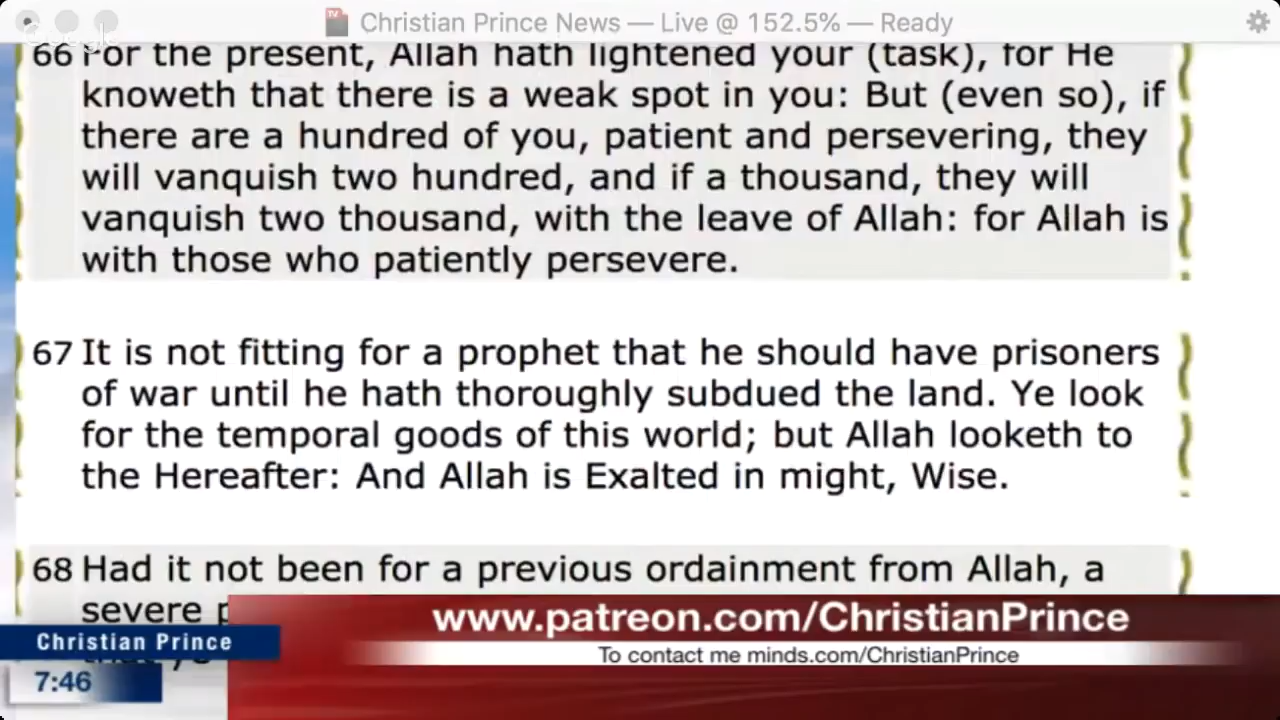 Christian Prince News — Live @ 152.5% — Ready
Google
66 For the present, Allah hath lightened your (task), for He
knoweth that there is a weak spot in you: But (even so), if
there are a hundred of you, patient and persevering, they
will vanquish two hundred, and if a thousand, they will
vanquish two thousand, with the leave of Allah: for Allah is
with those who patiently persevere.
67 It is not fitting for a prophet that he should have prisoners
of war until he hath thoroughly subdued the land. Ye look
for the temporal goods of this world; but Allah looketh to
the Hereafter: And Allah is Exalted in might, Wise.
68 Had it not been for a previous ordainment from Allah, a
severe
www.patreon.com/ChristianPrince
Christian Prince
To contact me minds.com/ChristianPrince
7:46